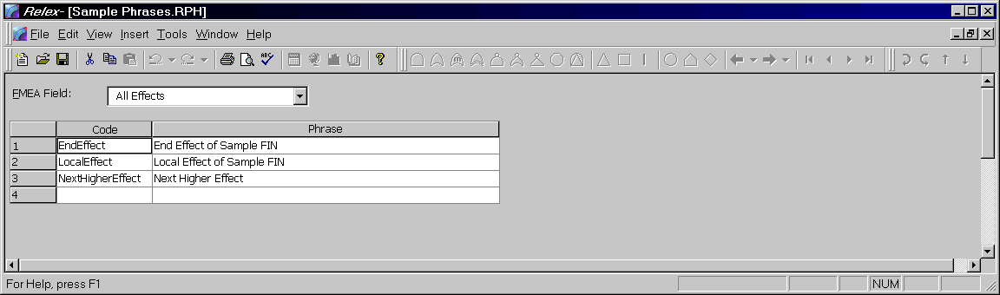 Relex - [Sample Phrases.RPH]
File Edit View Insert Tools Window Help
ABC ?
FMEA Field: All Effects
Code Phrase
1 EndEffect End Effect of Sample FIN
2 LocalEffect Local Effect of Sample FIN
3 NextHigherEffect Next Higher Effect
4
For Help, press F1 NUM